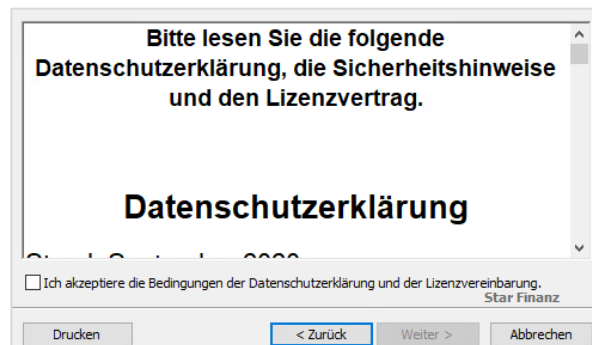 Bitte lesen Sie die folgende
Datenschutzerklärung, die Sicherheitshinweise
und den Lizenzvertrag.
Datenschutzerklärung
Ich akzeptiere die Bedingungen der Datenschutzerklärung und der Lizenzvereinbarung.
Star Finanz
Drucken
< Zurück
Weiter >
Abbrechen